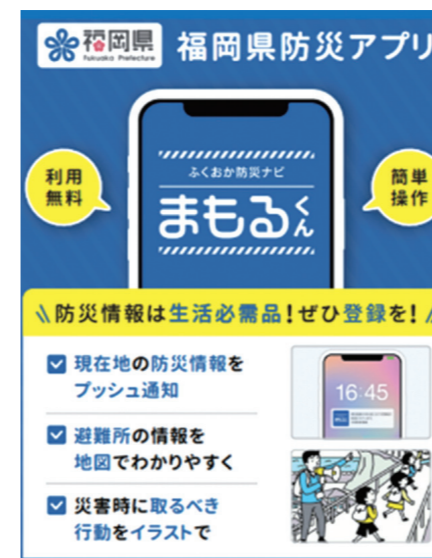 福岡県
Fukuoka Prefecture
福岡県防災アプリ
利用
無料
ふくおか防災ナビ
まもるくん
簡単
操作
防災情報は生活必需品！ぜひ登録を！
現在地の防災情報を
プッシュ通知
16:45
避難所の情報を
地図でわかりやすく
災害時に取るべき
行動をイラストで